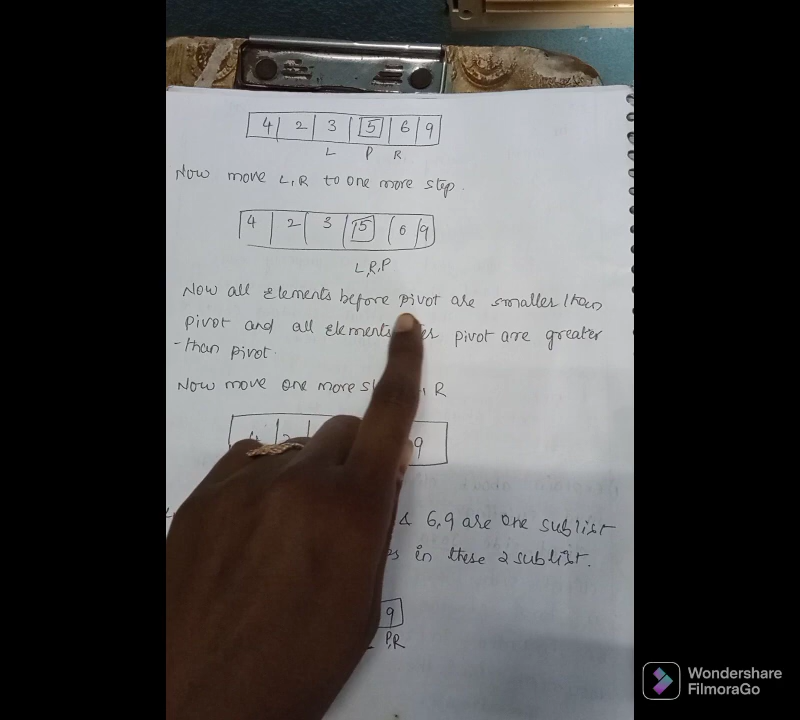 4 2 3 5 6 9
L P R
Now move L,R to one more step.
4 2 3 5 6 9
L,R,P
Now all Elements before pivot are smaller than
pivot and all Elements pivot are greater
than pivot.
Now move one more R
9
& 6,9 are one sublist
in these 2 sublist.
9
P,R
Wondershare
FilmoraGo